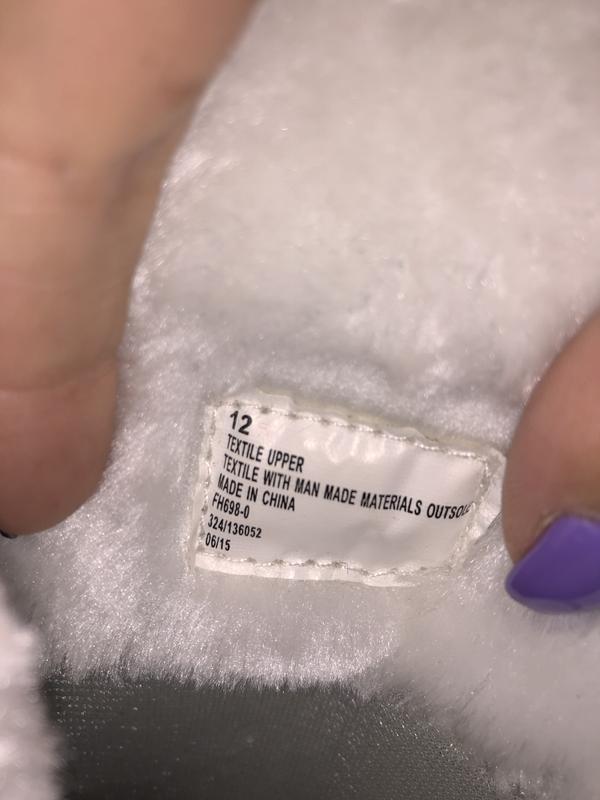 12
TEXTILE UPPER
TEXTILE WITH MAN MADE MATERIALS OUTSOLE
MADE IN CHINA
FH698-0
324/136052
06/15